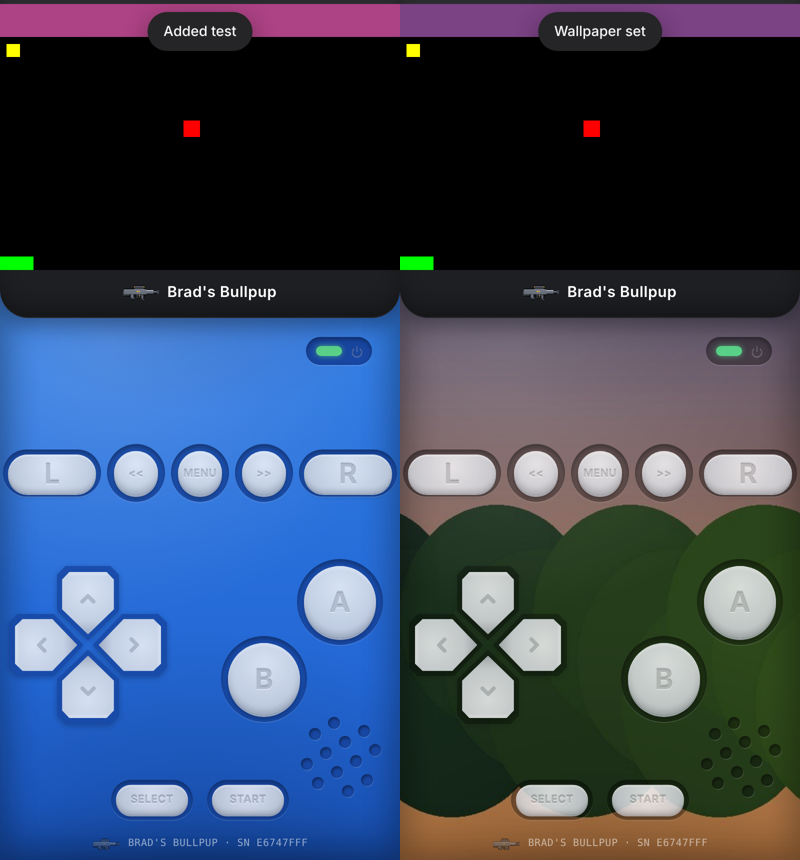 Added test
Brad's Bullpup
L << MENU >> R
A
B
SELECT START
BRAD'S BULLPUP · SN E6747FFF
Wallpaper set
Brad's Bullpup
L << MENU >> R
A
B
SELECT START
BRAD'S BULLPUP · SN E6747FFF